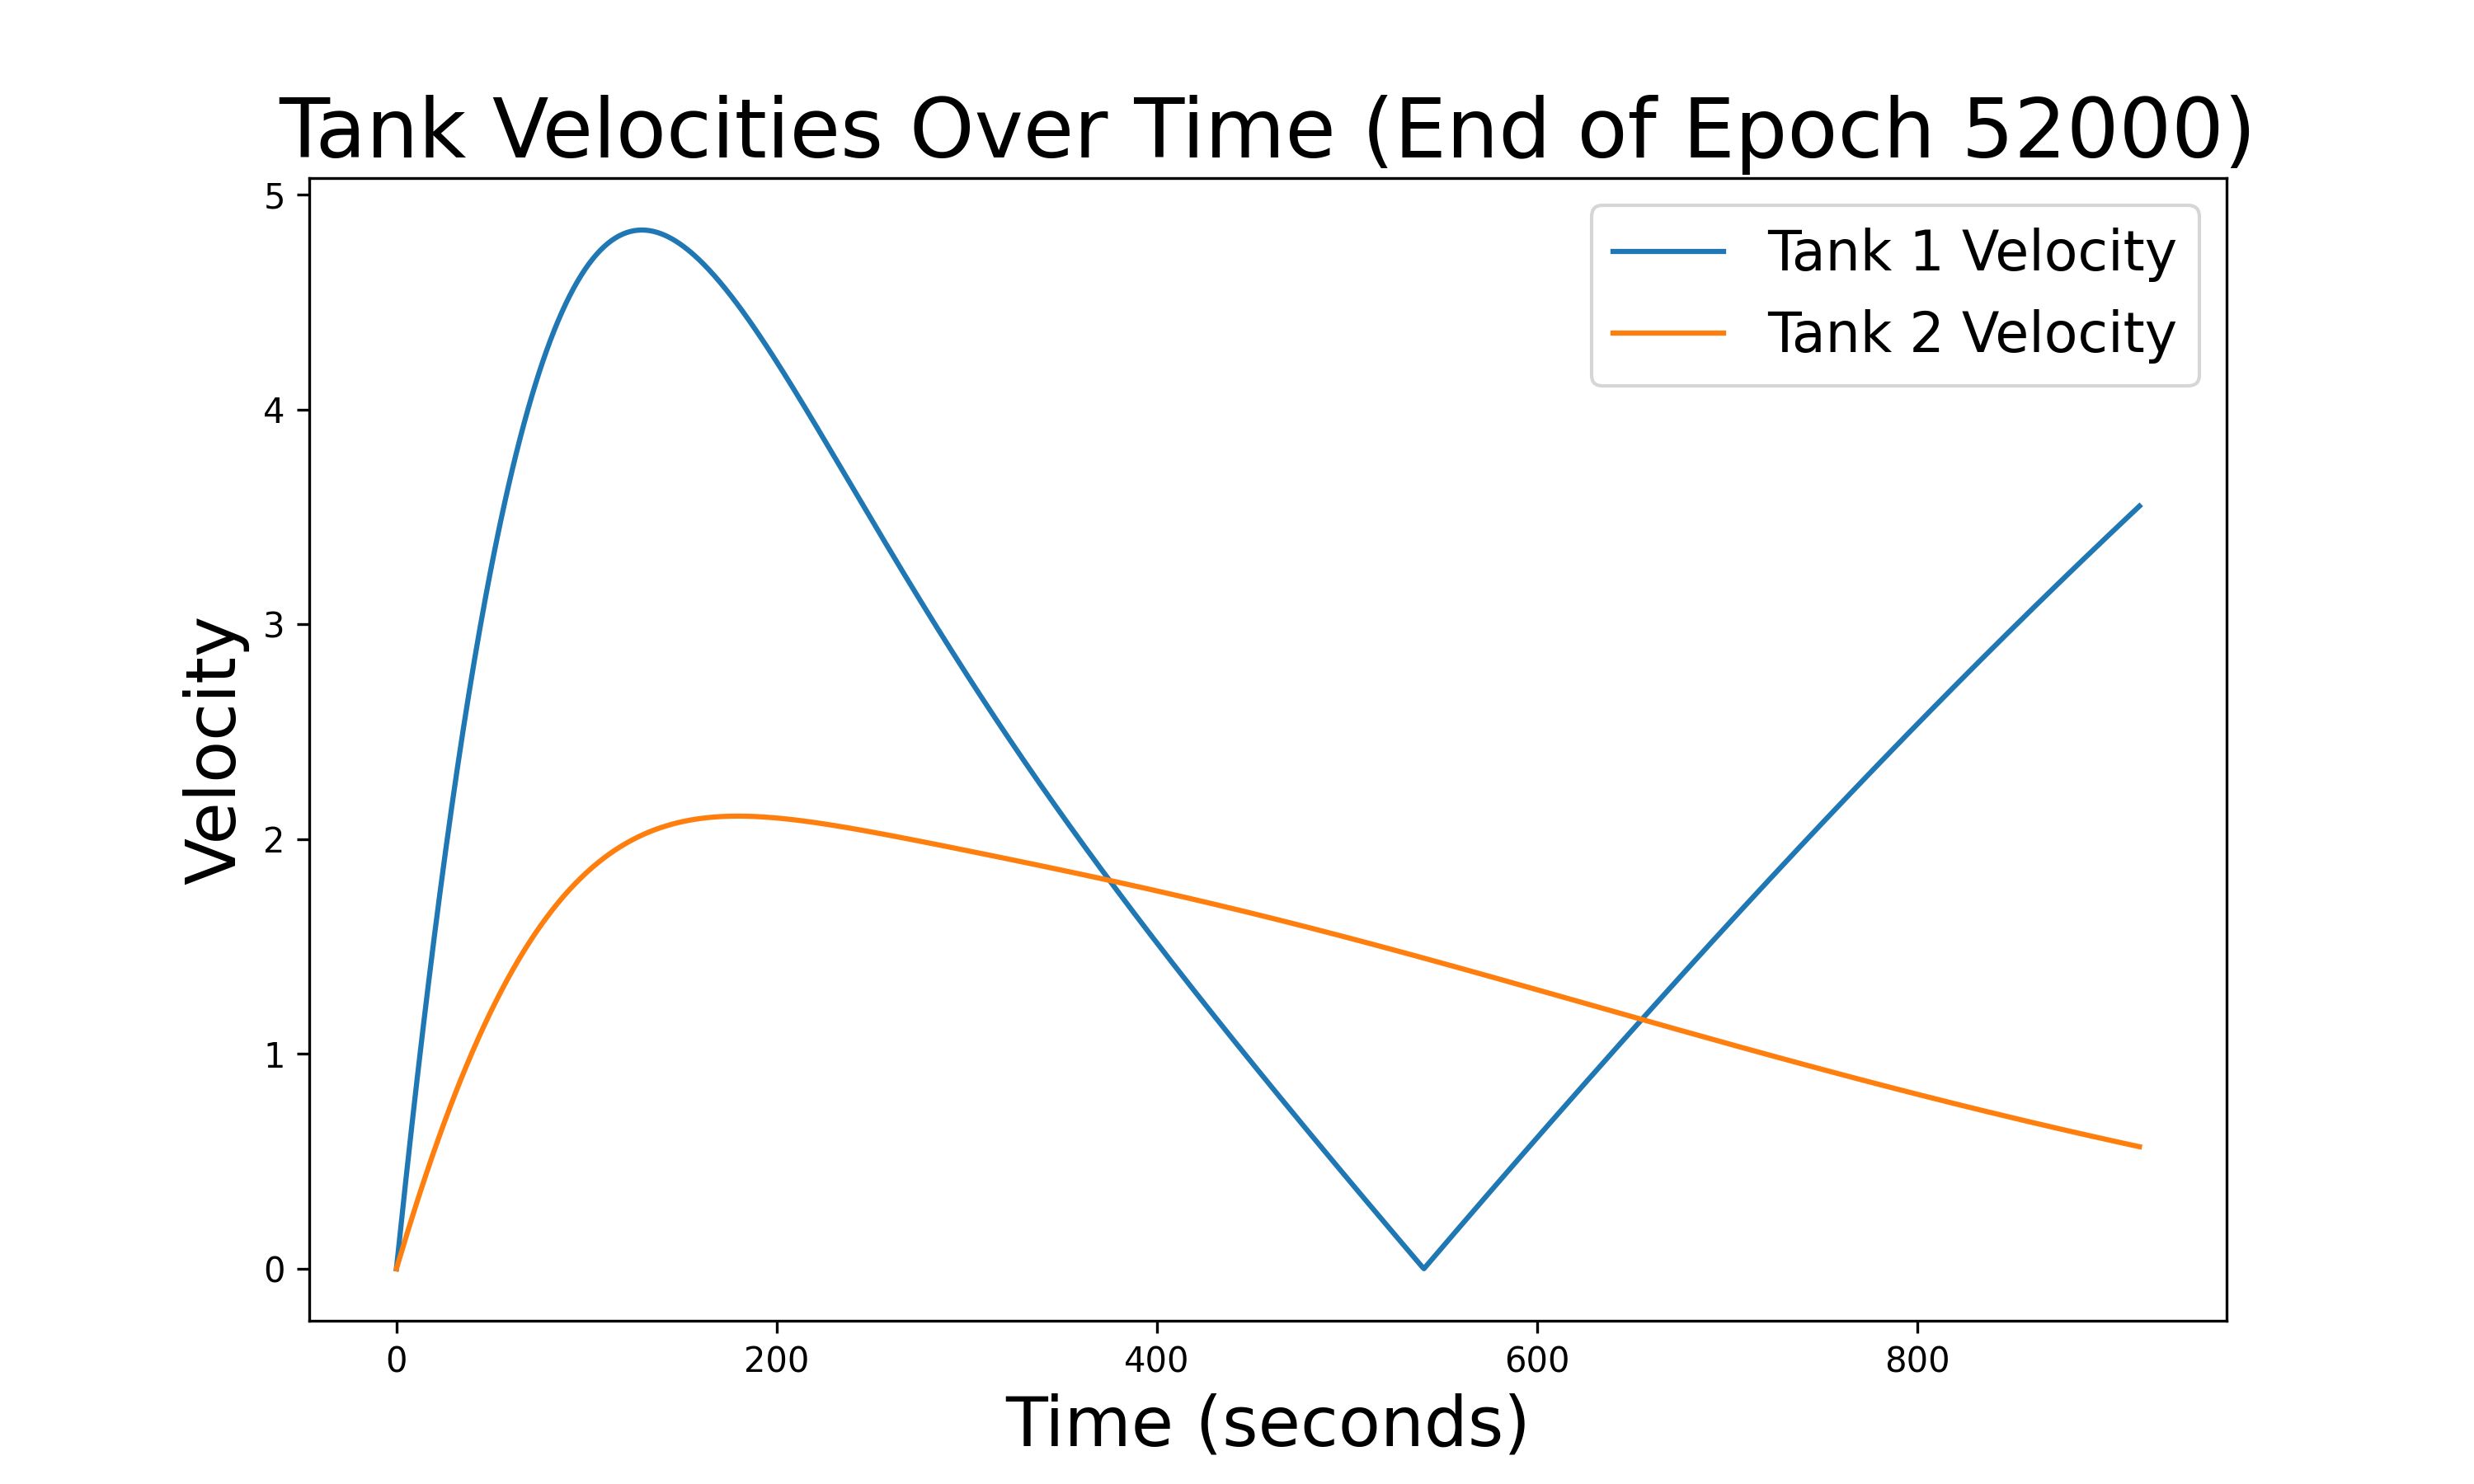 Tank Velocities Over Time (End of Epoch 52000)
5
4
3
2
1
0
Velocity
Tank 1 Velocity
Tank 2 Velocity
0 200 400 600 800
Time (seconds)